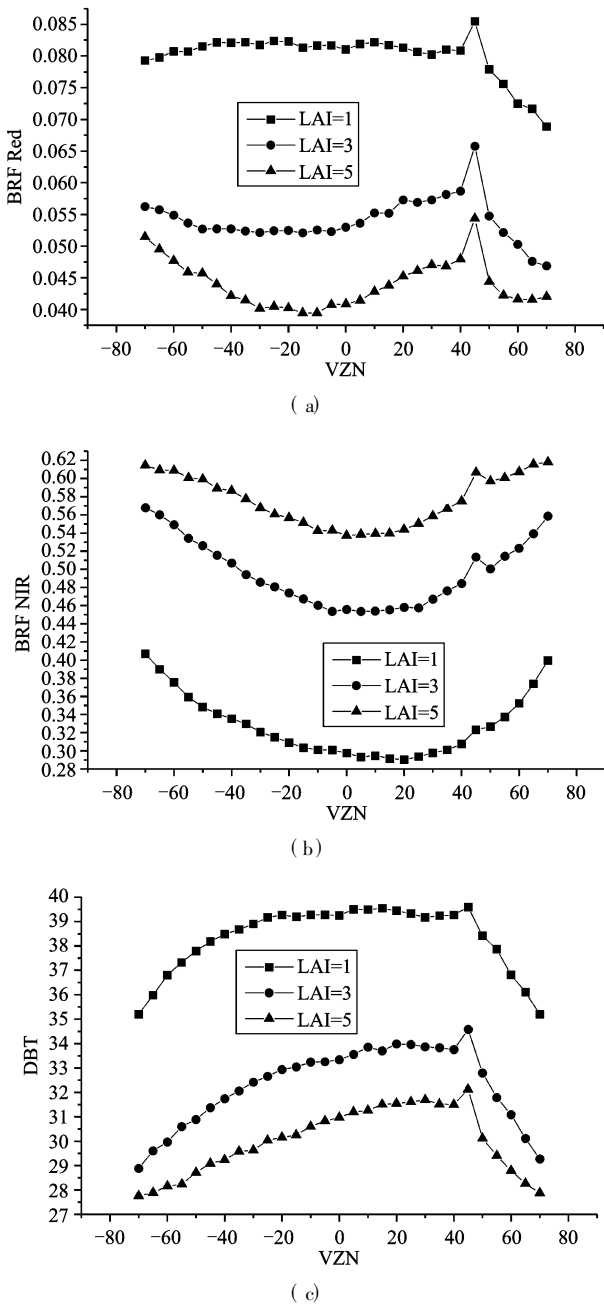 0.085
0.080
0.075
0.070
0.065
0.060
0.055
0.050
0.045
0.040
BRF Red
LAI=1
LAI=3
LAI=5
−80 −60 −40 −20 0 20 40 60 80
VZN
( a)
0.62
0.60
0.58
0.56
0.54
0.52
0.50
0.48
0.46
0.44
0.42
0.40
0.38
0.36
0.34
0.32
0.30
0.28
BRF NIR
LAI=1
LAI=3
LAI=5
−80 −60 −40 −20 0 20 40 60 80
VZN
( b)
40
39
38
37
36
35
34
33
32
31
30
29
28
27
DBT
LAI=1
LAI=3
LAI=5
−80 −60 −40 −20 0 20 40 60 80
VZN
( c)